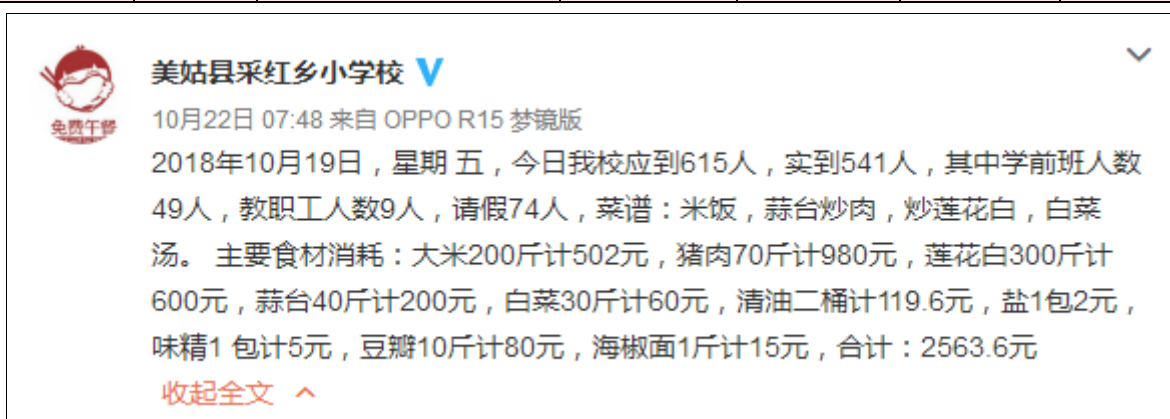 美姑县采红乡小学校
10月22日 07:48 来自 OPPO R15 梦镜版
免费午餐
2018年10月19日，星期 五，今日我校应到615人，实到541人，其中学前班人数
49人，教职工人数9人，请假74人，菜谱：米饭，蒜台炒肉，炒莲花白，白菜
汤。 主要食材消耗：大米200斤计502元，猪肉70斤计980元，莲花白300斤计
600元，蒜台40斤计200元，白菜30斤计60元，清油二桶计119.6元，盐1包2元，
味精1 包计5元，豆瓣10斤计80元，海椒面1斤计15元，合计：2563.6元
收起全文